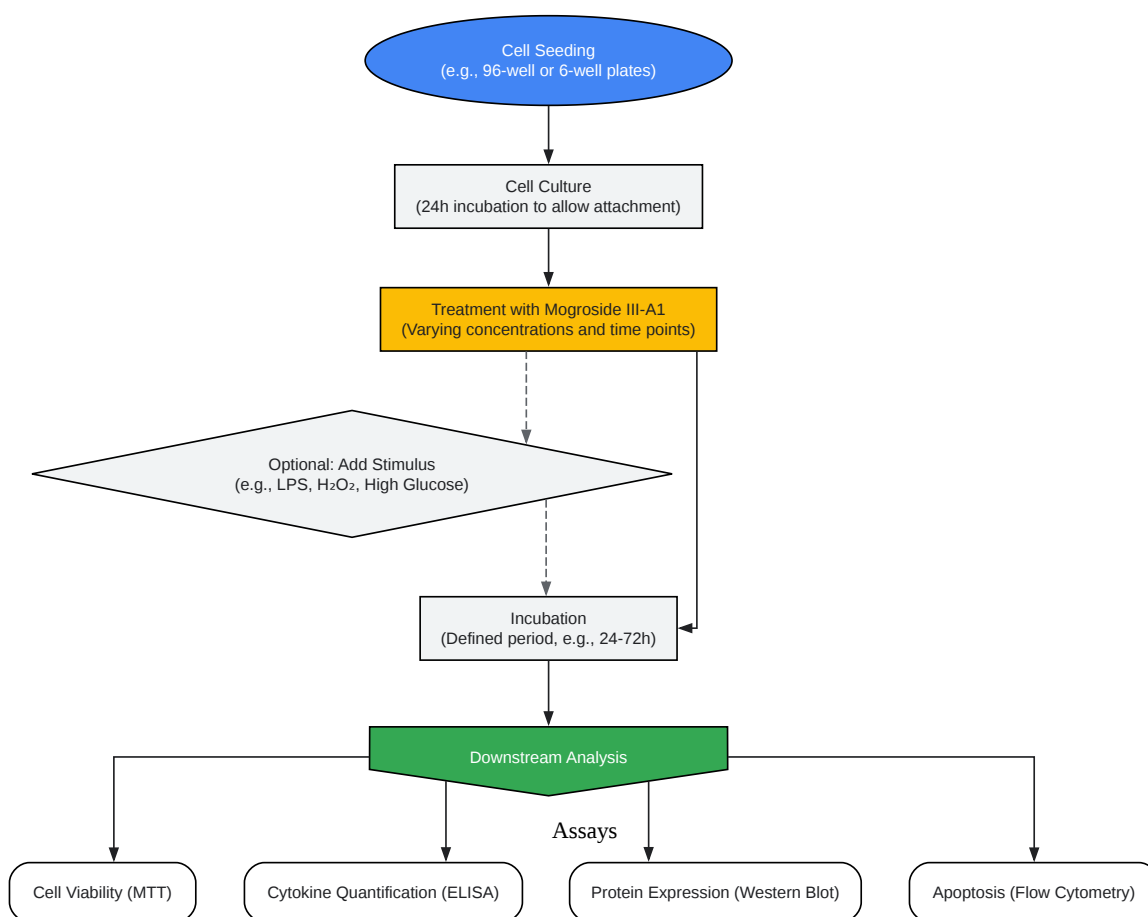 Cell Seeding
(e.g., 96-well or 6-well plates)
Cell Culture
(24h incubation to allow attachment)
Treatment with Mogroside III-A1
(Varying concentrations and time points)
Optional: Add Stimulus
(e.g., LPS, H₂O₂, High Glucose)
Incubation
(Defined period, e.g., 24-72h)
Downstream Analysis
Assays
Cell Viability (MTT)
Cytokine Quantification (ELISA)
Protein Expression (Western Blot)
Apoptosis (Flow Cytometry)